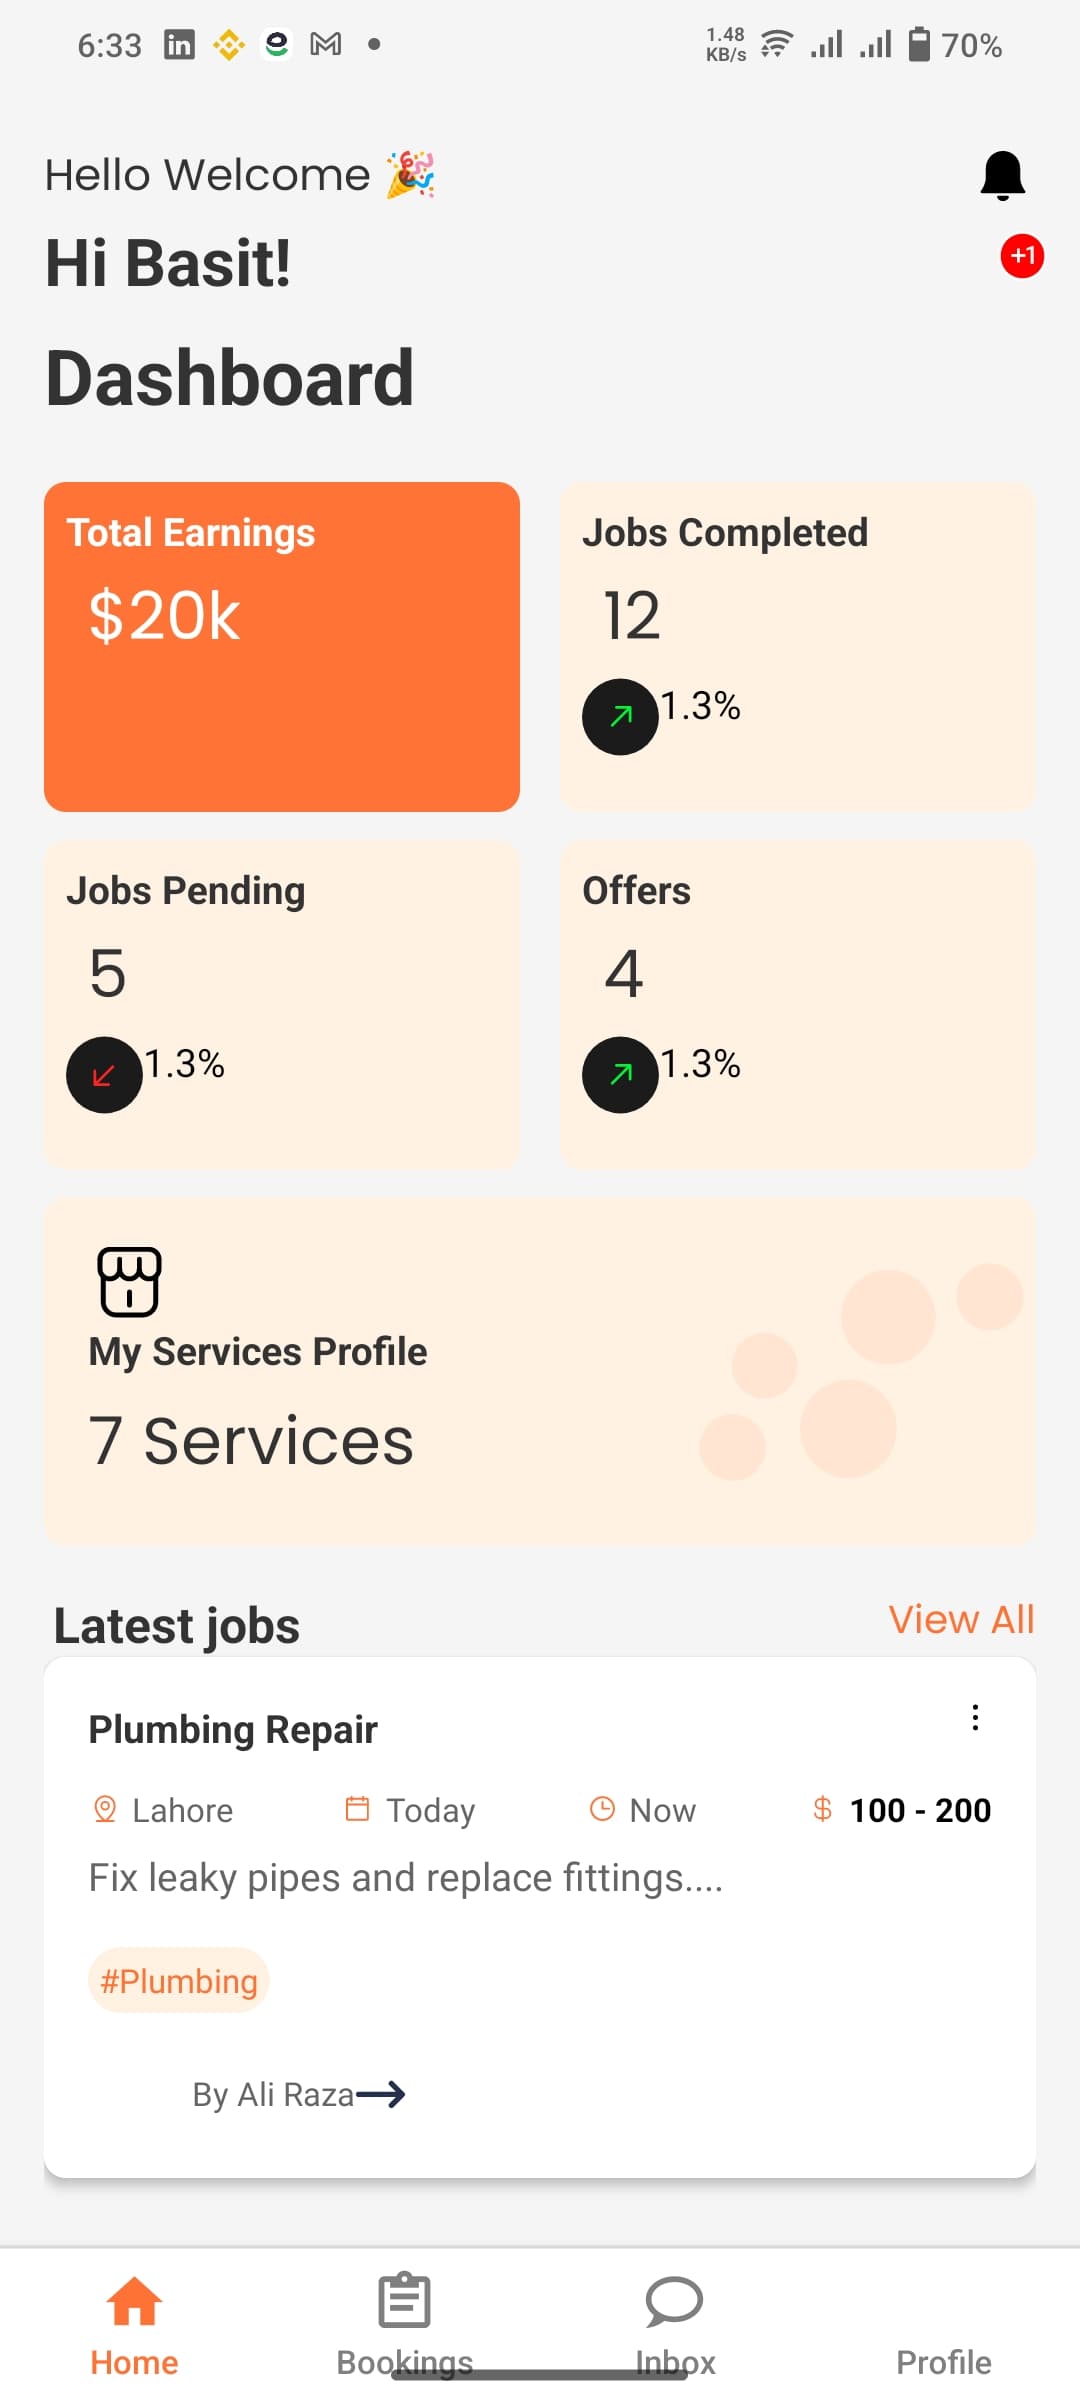 6:33
1.48
KB/s
70%
Hello Welcome 🎉
Hi Basit!
+1
Dashboard
Total Earnings
$20k
Jobs Completed
12
1.3%
Jobs Pending
5
1.3%
Offers
4
1.3%
My Services Profile
7 Services
Latest jobs
View All
Plumbing Repair
Lahore
Today
Now
$ 100 - 200
Fix leaky pipes and replace fittings....
#Plumbing
By Ali Raza
Home
Bookings
Inbox
Profile